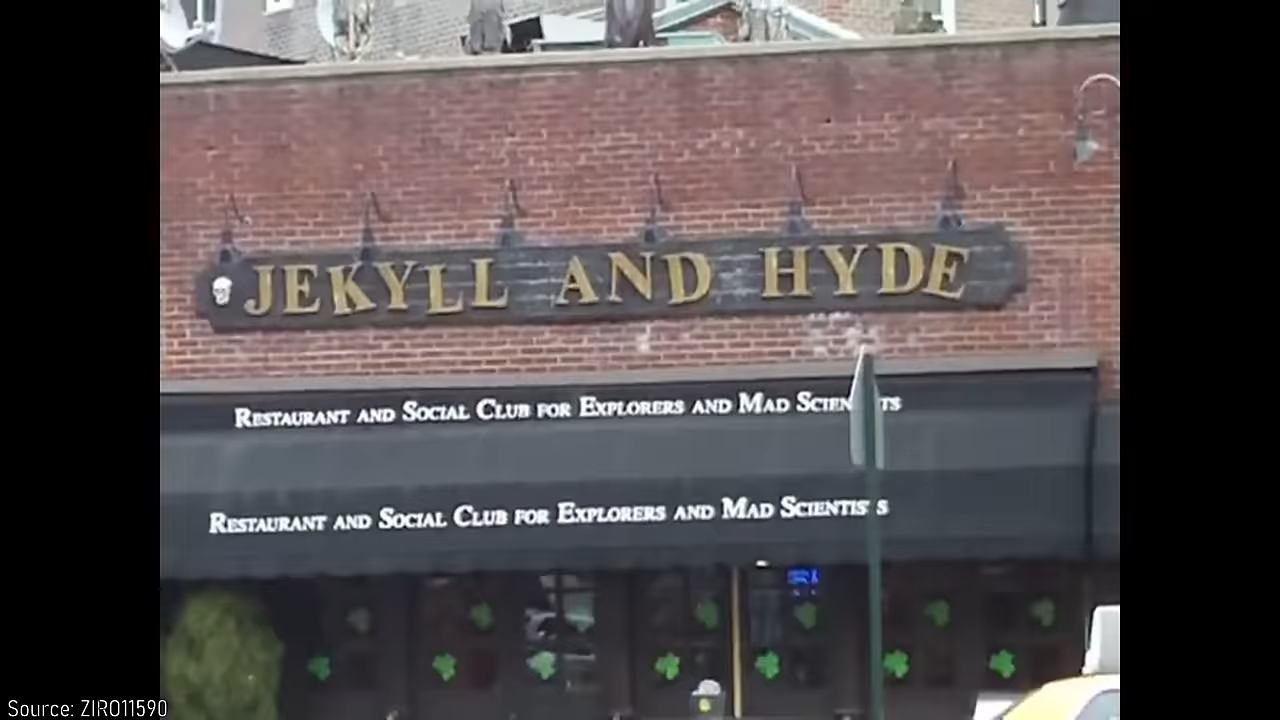 JEKYLL AND HYDE
RESTAURANT AND SOCIAL CLUB FOR EXPLORERS AND MAD SCIENTISTS
RESTAURANT AND SOCIAL CLUB FOR EXPLORERS AND MAD SCIENTISTS
Source: ZIRO11590